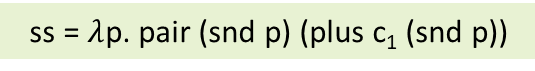 ss = λp. pair (snd p) (plus c₁ (snd p))